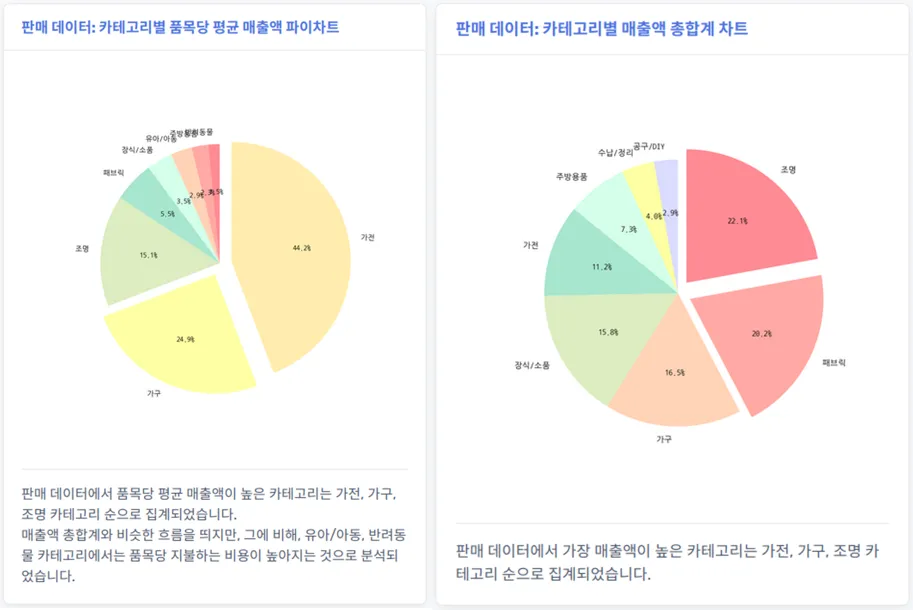 판매 데이터: 카테고리별 품목당 평균 매출액 파이차트
유아/아동
장식/소품
패브릭
조명
가구
가전
3.5%
2.9%
5.5%
15.1%
24.9%
44.2%
판매 데이터에서 품목당 평균 매출액이 높은 카테고리는 가전, 가구,
조명 카테고리 순으로 집계되었습니다.
매출액 총합계와 비슷한 흐름을 띄지만, 그에 비해, 유아/아동, 반려동
물 카테고리에서는 품목당 지불하는 비용이 높아지는 것으로 분석되
었습니다.
판매 데이터: 카테고리별 매출액 총합계 차트
공구/DIY
수납/정리
주방용품
가전
장식/소품
가구
패브릭
조명
2.9%
4.0%
7.3%
11.2%
15.8%
16.5%
20.2%
22.1%
판매 데이터에서 가장 매출액이 높은 카테고리는 가전, 가구, 조명 카
테고리 순으로 집계되었습니다.